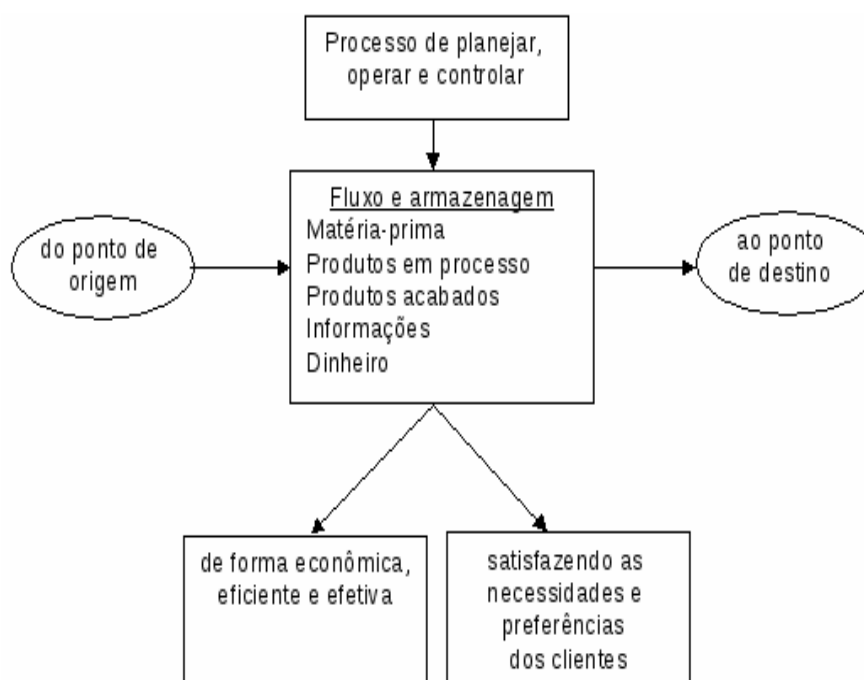 Processo de planejar,
operar e controlar
Fluxo e armazenagem
Matéria-prima
Produtos em processo
Produtos acabados
Informações
Dinheiro
do ponto de
origem
ao ponto
de destino
de forma econômica,
eficiente e efetiva
satisfazendo as
necessidades e
preferências
dos clientes